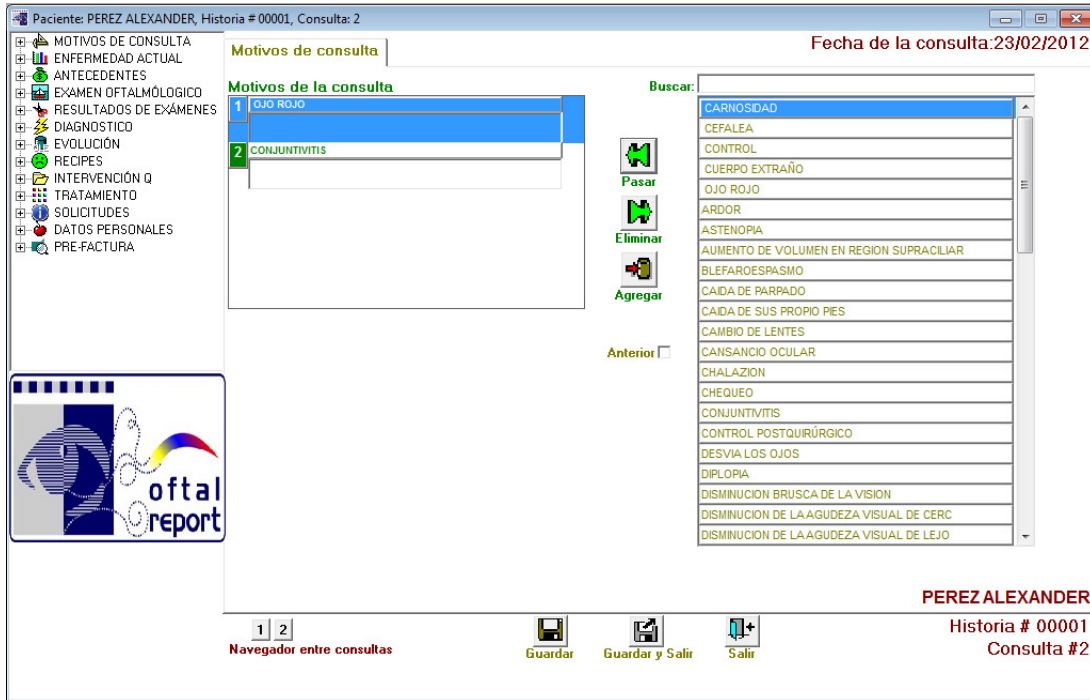 Paciente: PEREZ ALEXANDER, Historia # 00001, Consulta: 2
MOTIVOS DE CONSULTA
ENFERMEDAD ACTUAL
ANTECEDENTES
EXAMEN OFTALMÓLOGICO
RESULTADOS DE EXÁMENES
DIAGNOSTICO
EVOLUCIÓN
RECIPES
INTERVENCIÓN Q
TRATAMIENTO
SOLICITUDES
DATOS PERSONALES
PRE-FACTURA
oftal
report
Motivos de consulta
Fecha de la consulta:23/02/2012
Motivos de la consulta
1 OJO ROJO
2 CONJUNTIVITIS
Pasar
Eliminar
Agregar
Anterior
Buscar:
CARNOSIDAD
CEFALEA
CONTROL
CUERPO EXTRAÑO
OJO ROJO
ARDOR
ASTENOPIA
AUMENTO DE VOLUMEN EN REGION SUPRACILIAR
BLEFAROESPASMO
CAIDA DE PARPADO
CAIDA DE SUS PROPIO PIES
CAMBIO DE LENTES
CANSANCIO OCULAR
CHALAZION
CHEQUEO
CONJUNTIVITIS
CONTROL POSTQUIRÚRGICO
DESVIA LOS OJOS
DIPLOPIA
DISMINUCION BRUSCA DE LA VISION
DISMINUCION DE LA AGUDEZA VISUAL DE CERC
DISMINUCION DE LA AGUDEZA VISUAL DE LEJO
PEREZ ALEXANDER
Historia # 00001
Consulta #2
1 2
Navegador entre consultas
Guardar
Guardar y Salir
Salir